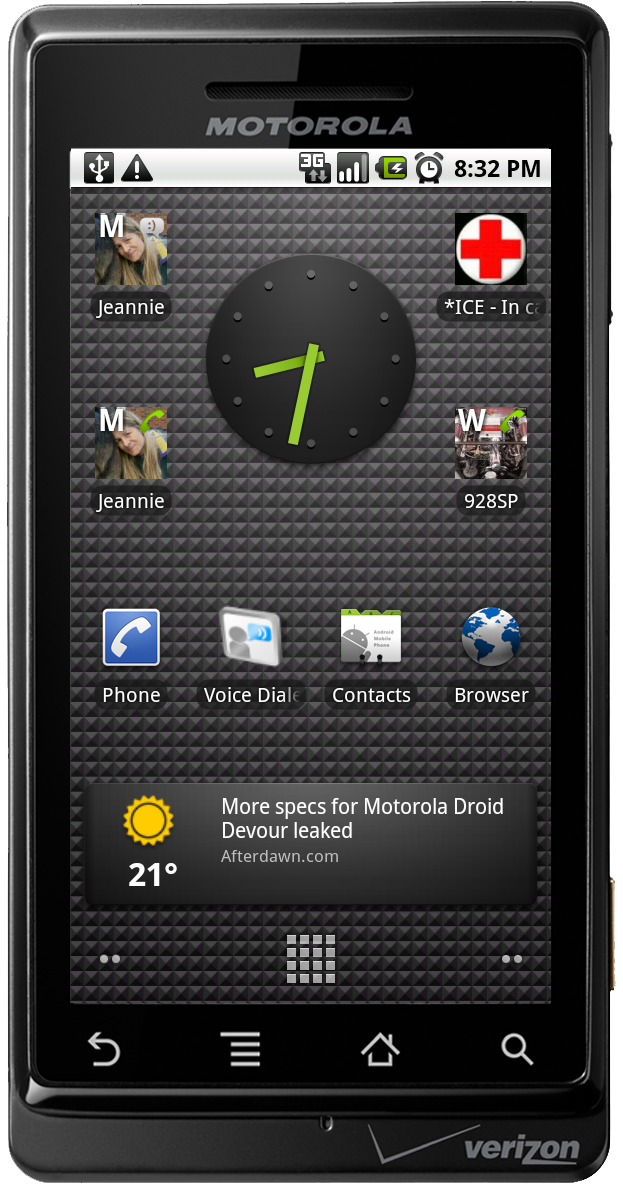 MOTOROLA
3G
8:32 PM
M
Jeannie
*ICE - In ca
M
Jeannie
W
928SP
Phone
Voice Diale
Android
Mobile
Phone
Contacts
Browser
More specs for Motorola Droid
Devour leaked
Afterdawn.com
21°
verizon